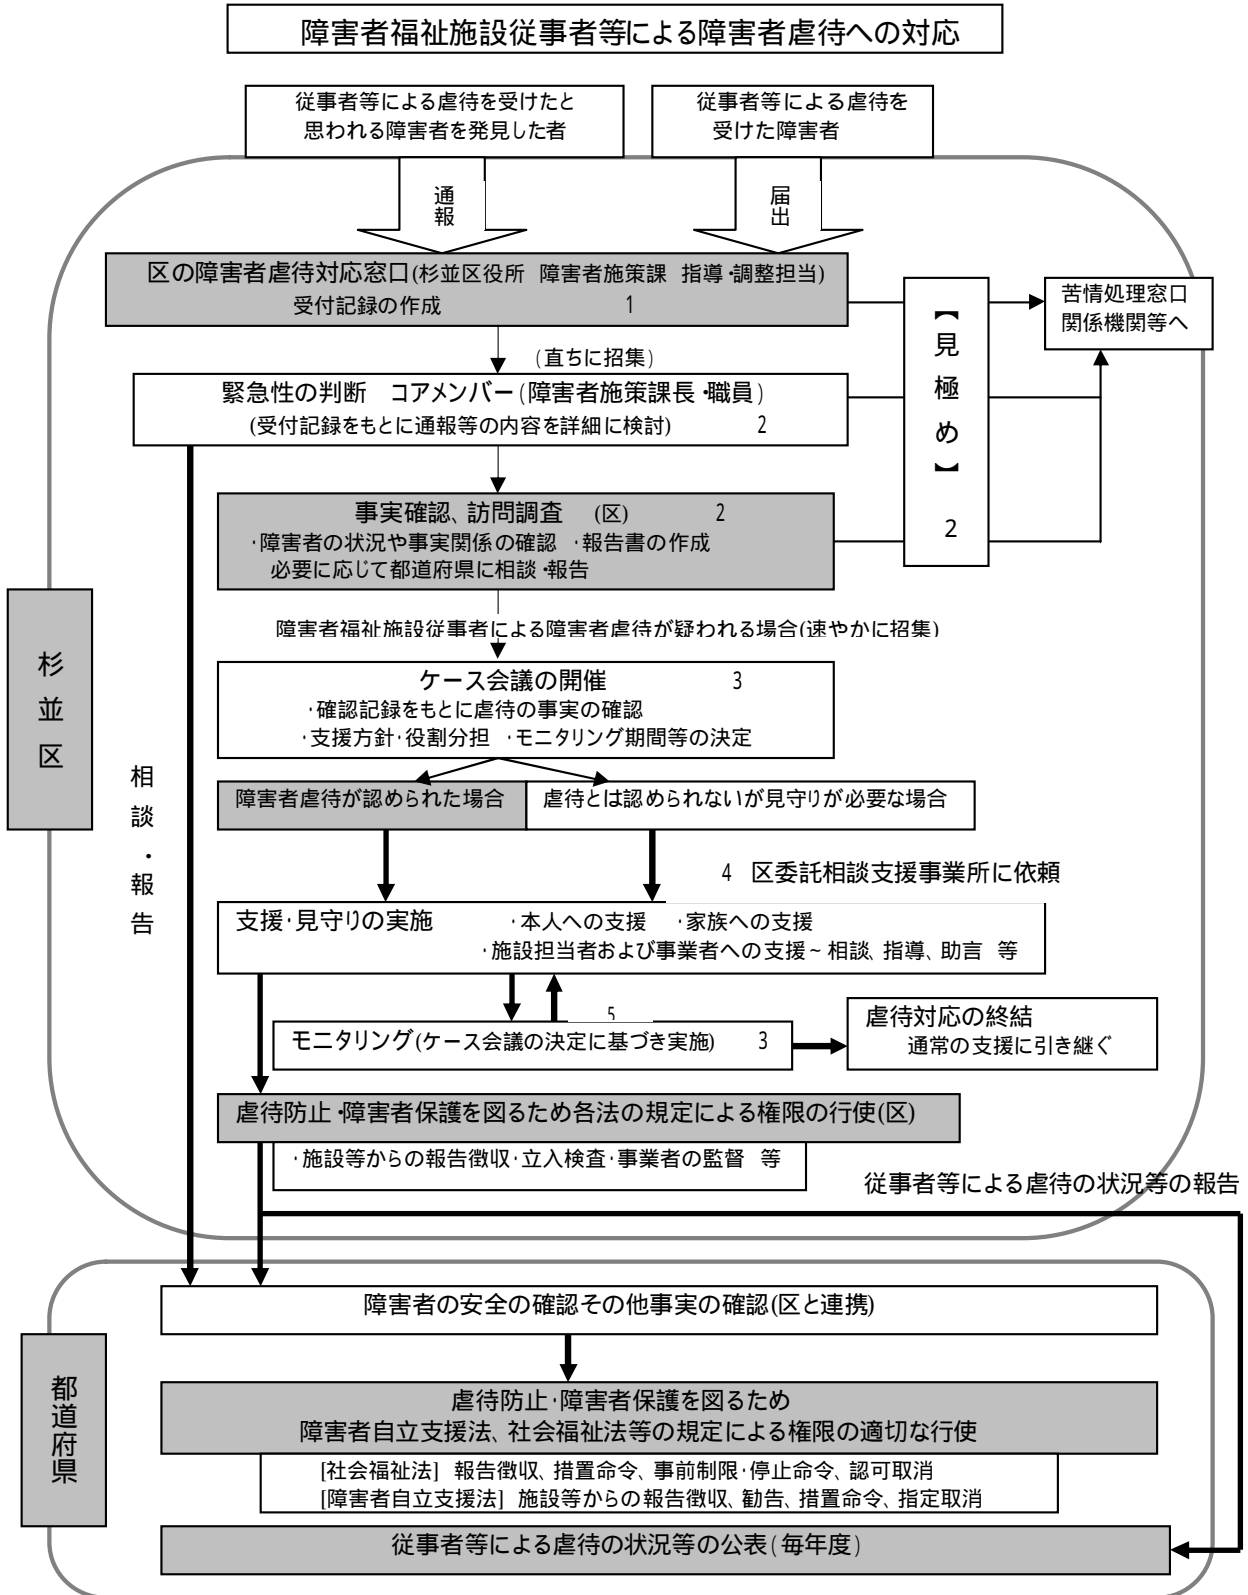 障害者福祉施設従事者等による障害者虐待への対応
従事者等による虐待を受けたと
思われる障害者を発見した者
従事者等による虐待を
受けた障害者
通報
届出
区の障害者虐待対応窓口(杉並区役所 障害者施策課 指導・調整担当)
受付記録の作成 1
苦情処理窓口
関係機関等へ
【見極め】 2
(直ちに招集)
緊急性の判断 コアメンバー(障害者施策課長・職員)
(受付記録をもとに通報等の内容を詳細に検討) 2
事実確認、訪問調査 (区) 2
・障害者の状況や事実関係の確認 ・報告書の作成
必要に応じて都道府県に相談・報告
障害者福祉施設従事者による障害者虐待が疑われる場合(速やかに招集)
杉並区
ケース会議の開催 3
・確認記録をもとに虐待の事実の確認
・支援方針・役割分担 ・モニタリング期間等の決定
相談・報告
障害者虐待が認められた場合
虐待とは認められないが見守りが必要な場合
4 区委託相談支援事業所に依頼
支援・見守りの実施 ・本人への支援 ・家族への支援
・施設担当者および事業者への支援~相談、指導、助言 等
5
モニタリング(ケース会議の決定に基づき実施) 3
虐待対応の終結
通常の支援に引き継ぐ
虐待防止・障害者保護を図るため各法の規定による権限の行使(区)
・施設等からの報告徴収・立入検査・事業者の監督 等
従事者等による虐待の状況等の報告
障害者の安全の確認その他事実の確認(区と連携)
都道府県
虐待防止・障害者保護を図るため
障害者自立支援法、社会福祉法等の規定による権限の適切な行使
[社会福祉法] 報告徴収、措置命令、事前制限・停止命令、認可取消
[障害者自立支援法] 施設等からの報告徴収、勧告、措置命令、指定取消
従事者等による虐待の状況等の公表(毎年度)